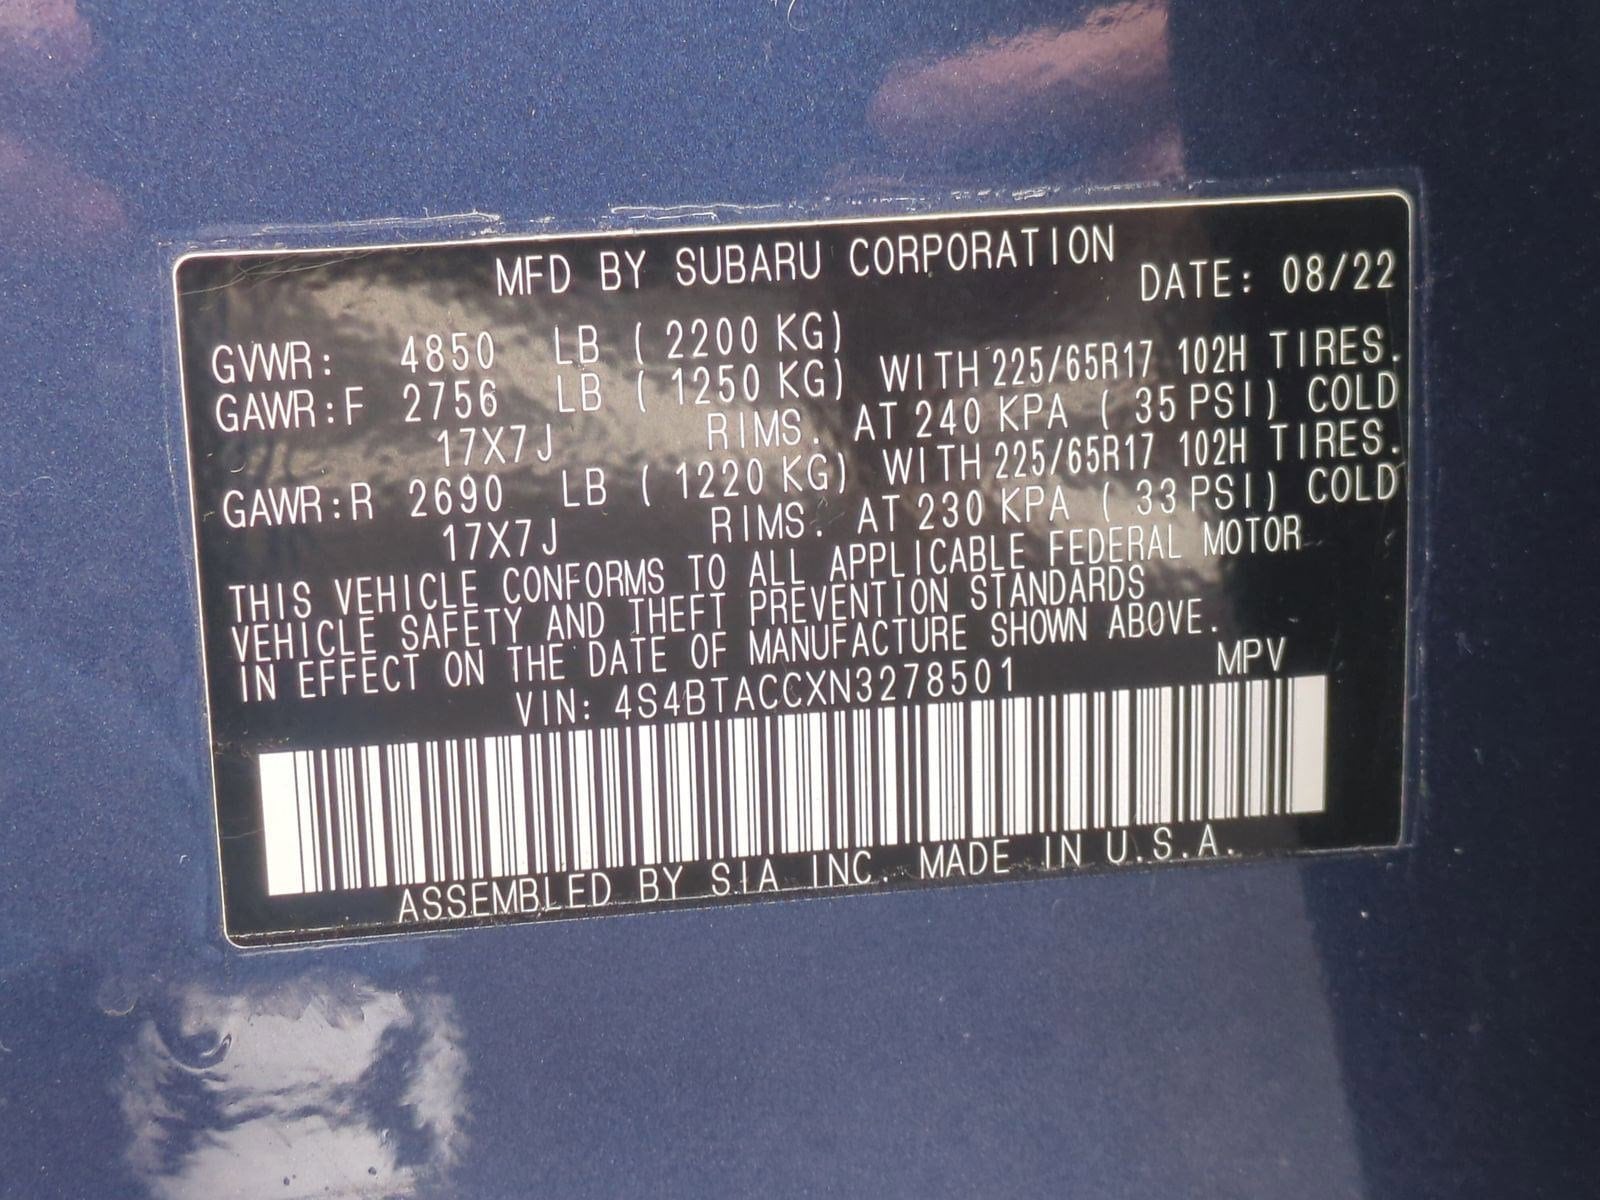 MFD BY SUBARU CORPORATION DATE: 08/22
GVWR: 4850 LB ( 2200 KG)
GAWR:F 2756 LB ( 1250 KG) WITH 225/65R17 102H TIRES.
17X7J RIMS. AT 240 KPA ( 35 PSI) COLD
GAWR:R 2690 LB ( 1220 KG) WITH 225/65R17 102H TIRES.
17X7J RIMS. AT 230 KPA ( 33 PSI) COLD
THIS VEHICLE CONFORMS TO ALL APPLICABLE FEDERAL MOTOR
VEHICLE SAFETY AND THEFT PREVENTION STANDARDS
IN EFFECT ON THE DATE OF MANUFACTURE SHOWN ABOVE.
VIN: 4S4BTACCXN3278501 MPV
ASSEMBLED BY SIA INC. MADE IN U.S.A.